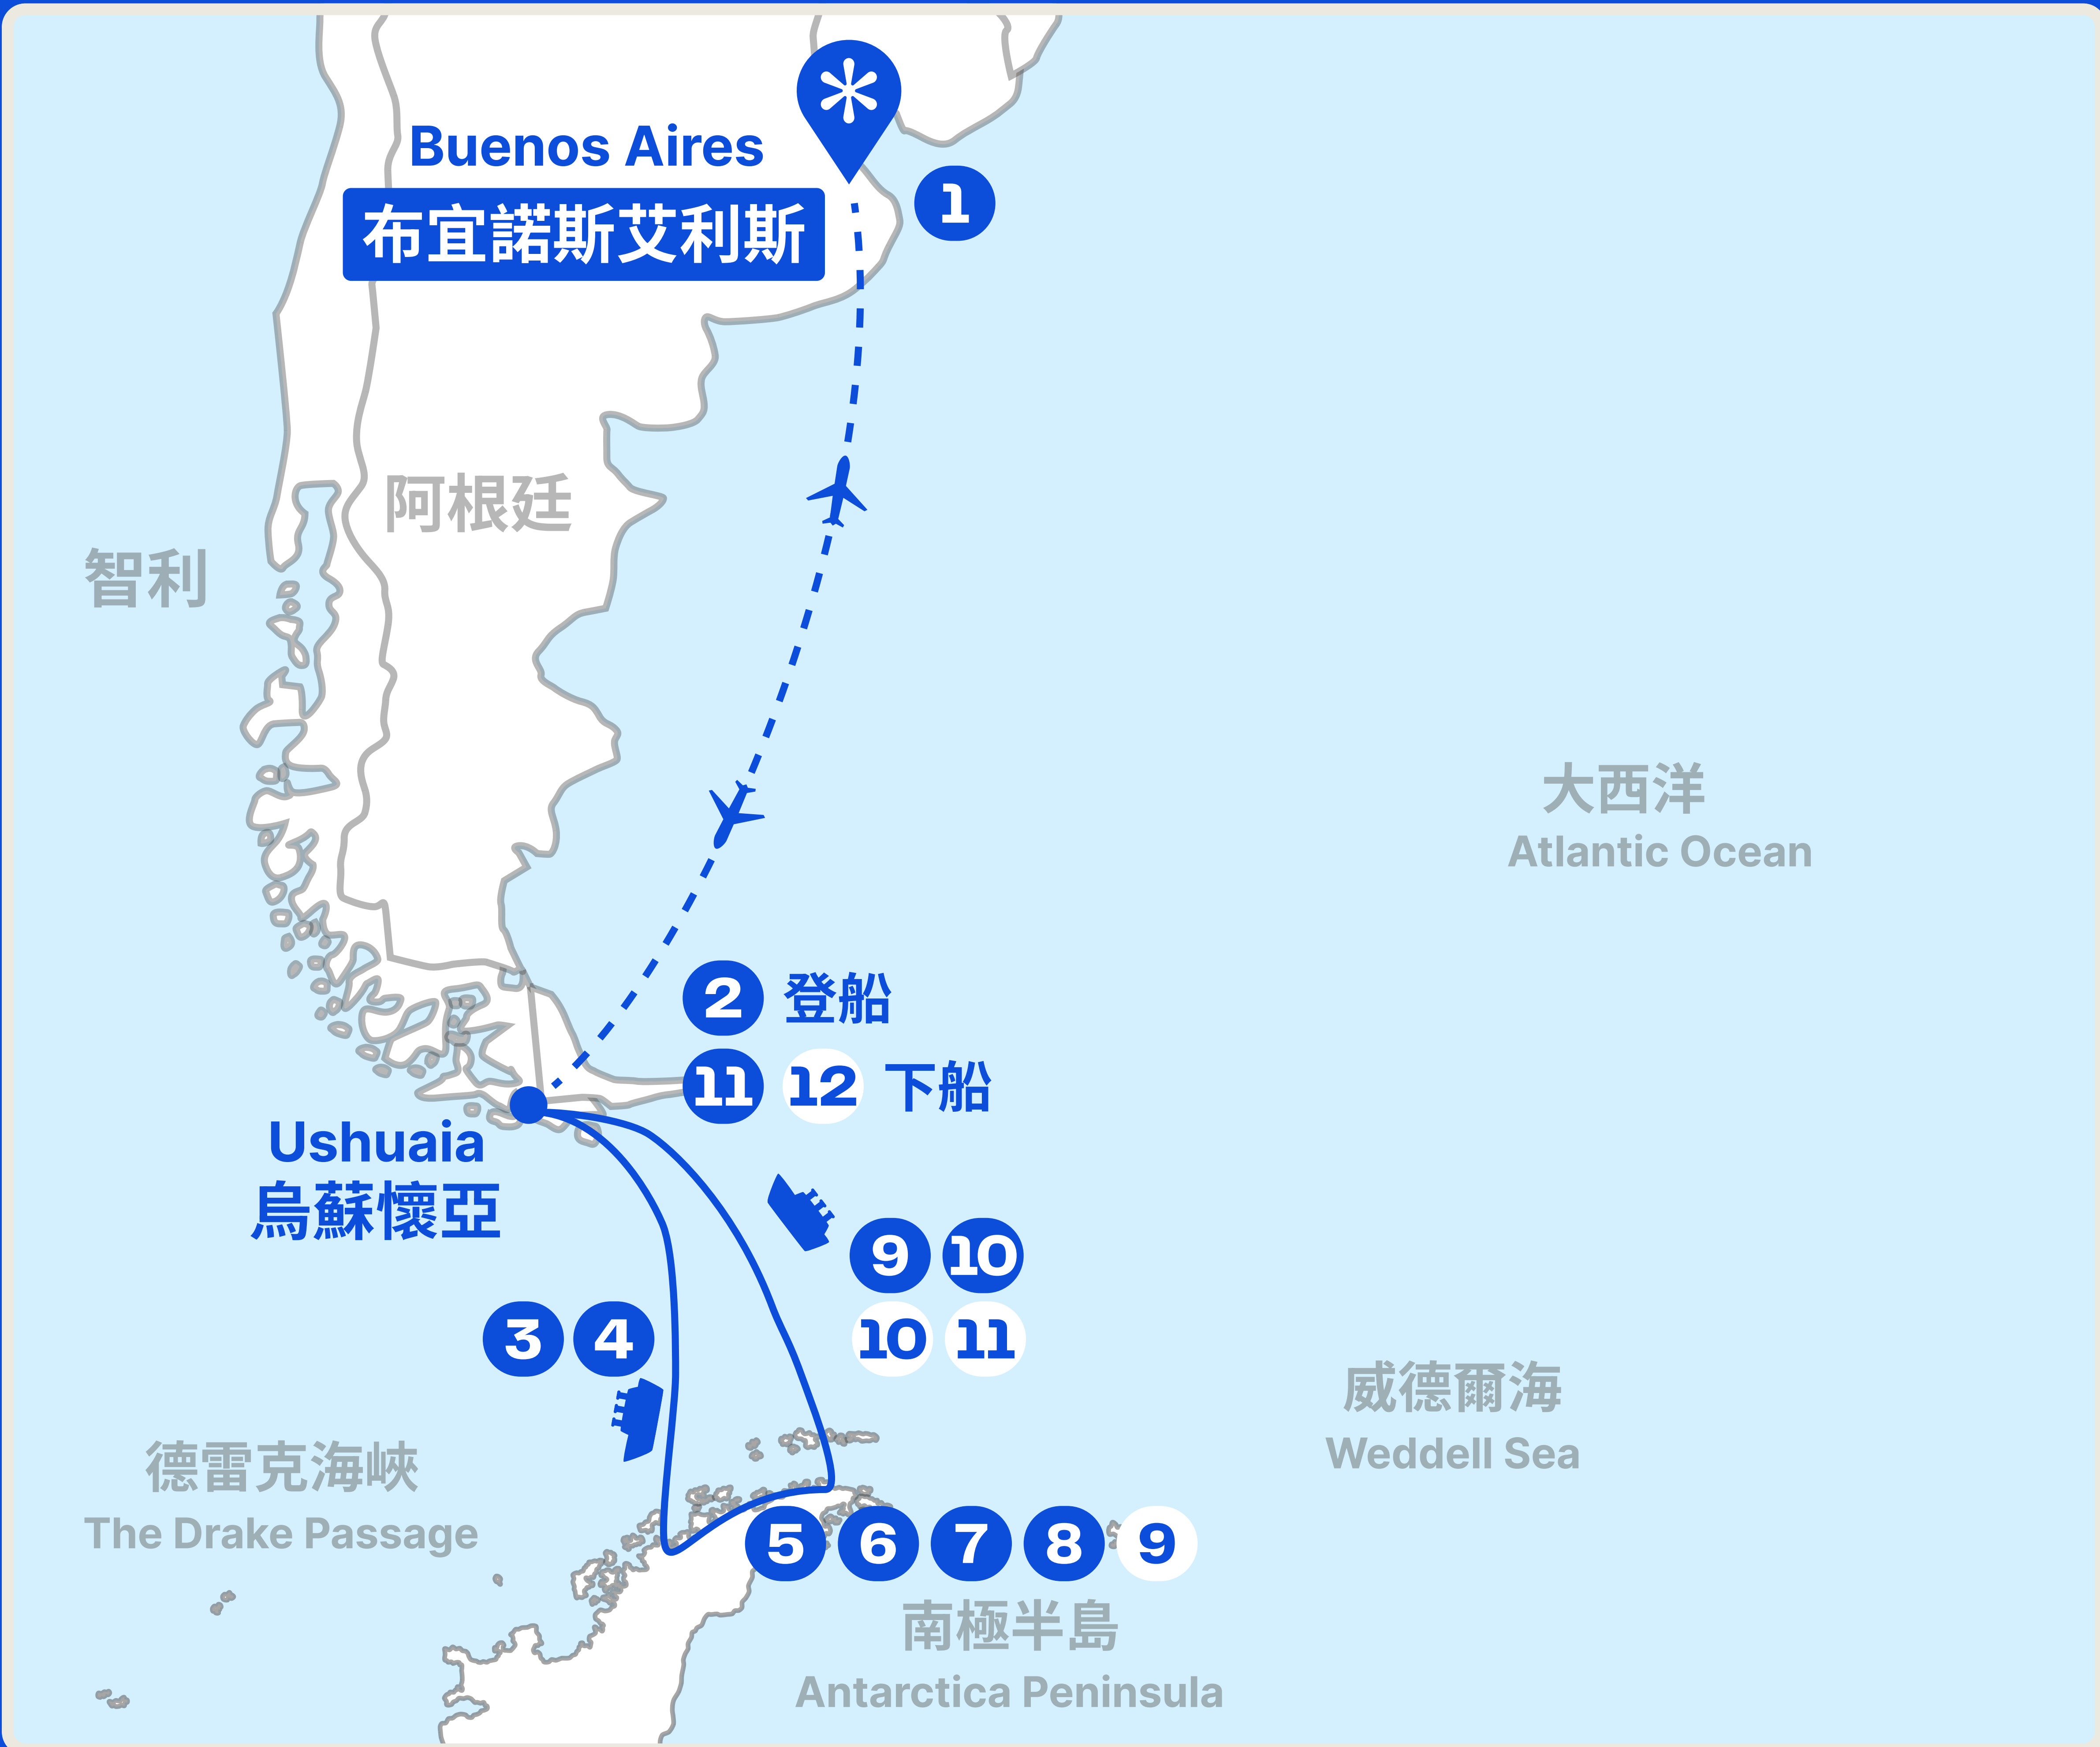 Buenos Aires
布宜諾斯艾利斯
1
阿根廷
智利
大西洋
Atlantic Ocean
2 登船
11 12 下船
Ushuaia
烏蘇懷亞
9 10
10 11
3 4
威德爾海
Weddell Sea
德雷克海峽
The Drake Passage
5 6 7 8 9
南極半島
Antarctica Peninsula